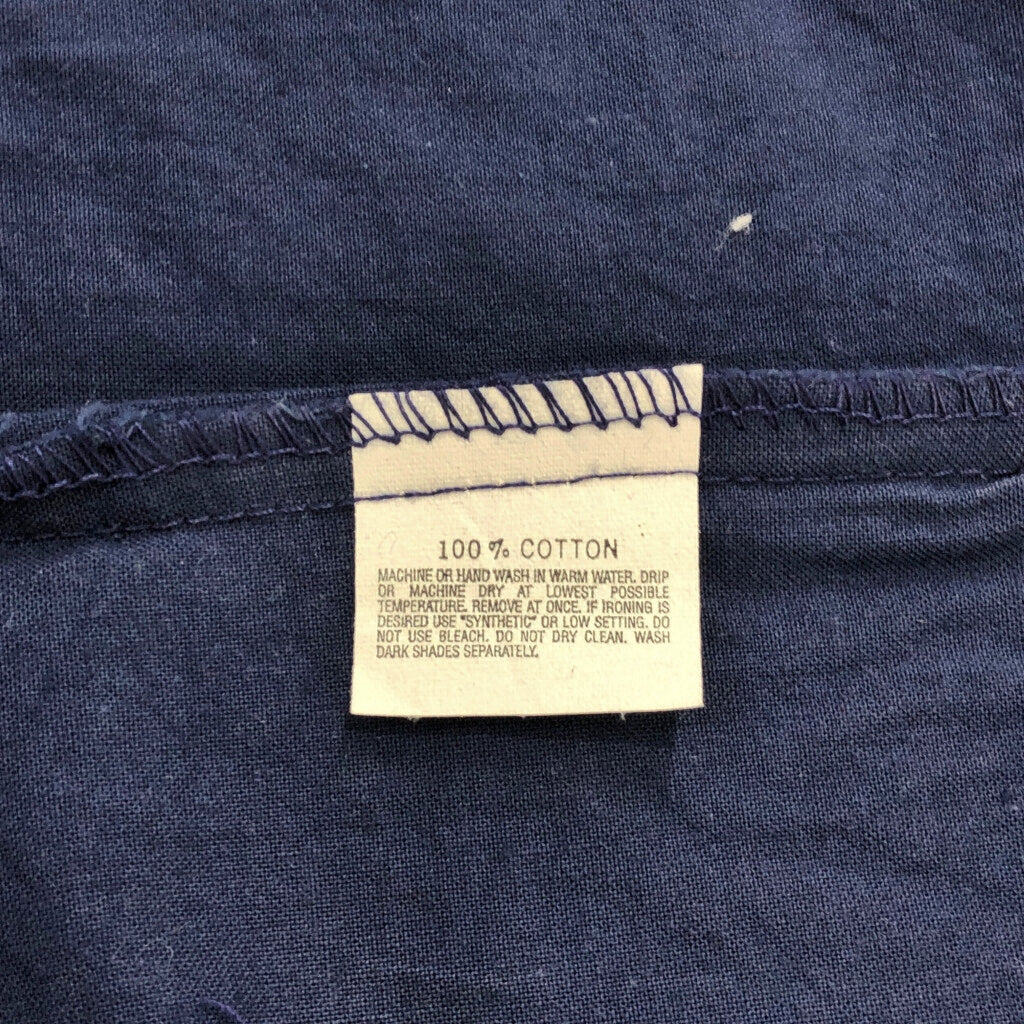 100 % COTTON
MACHINE OR HAND WASH IN WARM WATER. DRIP
OR MACHINE DRY AT LOWEST POSSIBLE
TEMPERATURE. REMOVE AT ONCE. IF IRONING IS
DESIRED USE "SYNTHETIC" OR LOW SETTING. DO
NOT USE BLEACH. DO NOT DRY CLEAN. WASH
DARK SHADES SEPARATELY.